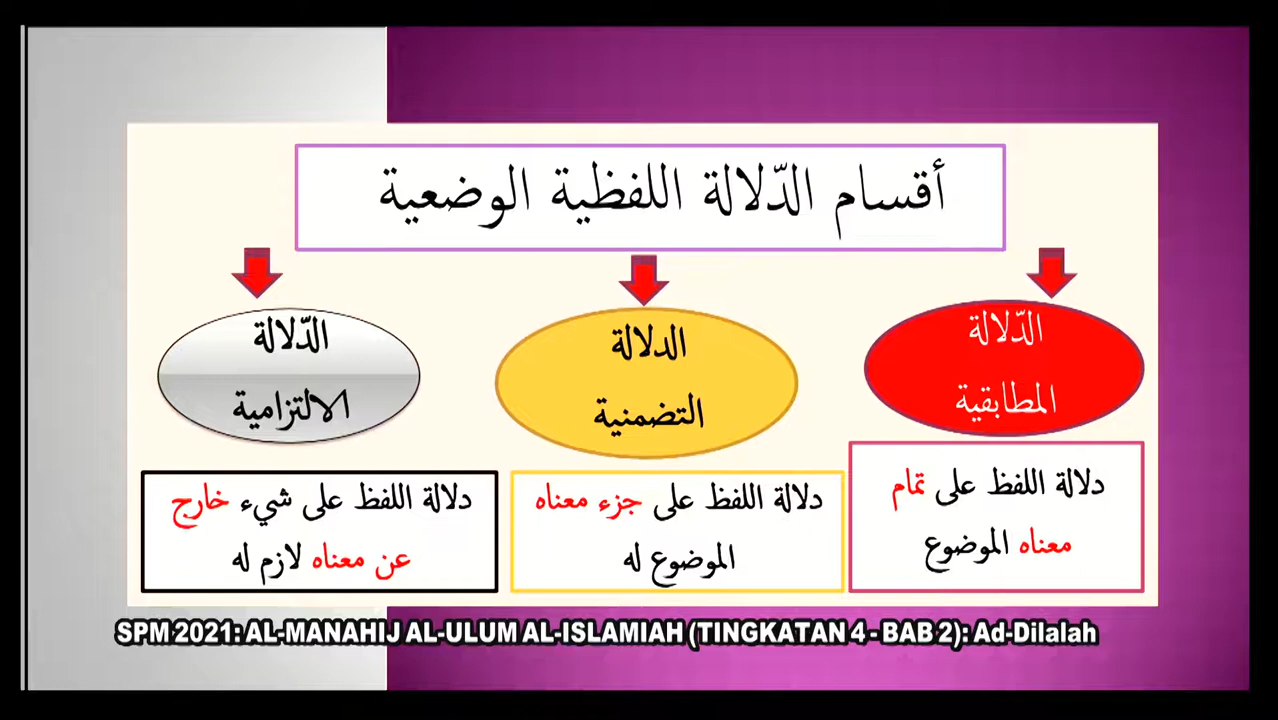 أقسام الدّلالة اللفظية الوضعية
الدّلالة
المطابقية
دلالة اللفظ على تمام
معناه الموضوع
الدلالة
التضمنية
دلالة اللفظ على جزء معناه
الموضوع له
الدّلالة
الالتزامية
دلالة اللفظ على شيء خارج
عن معناه لازم له
SPM 2021: AL-MANAHIJ AL-ULUM AL-ISLAMIAH (TINGKATAN 4 - BAB 2): Ad-Dilalah